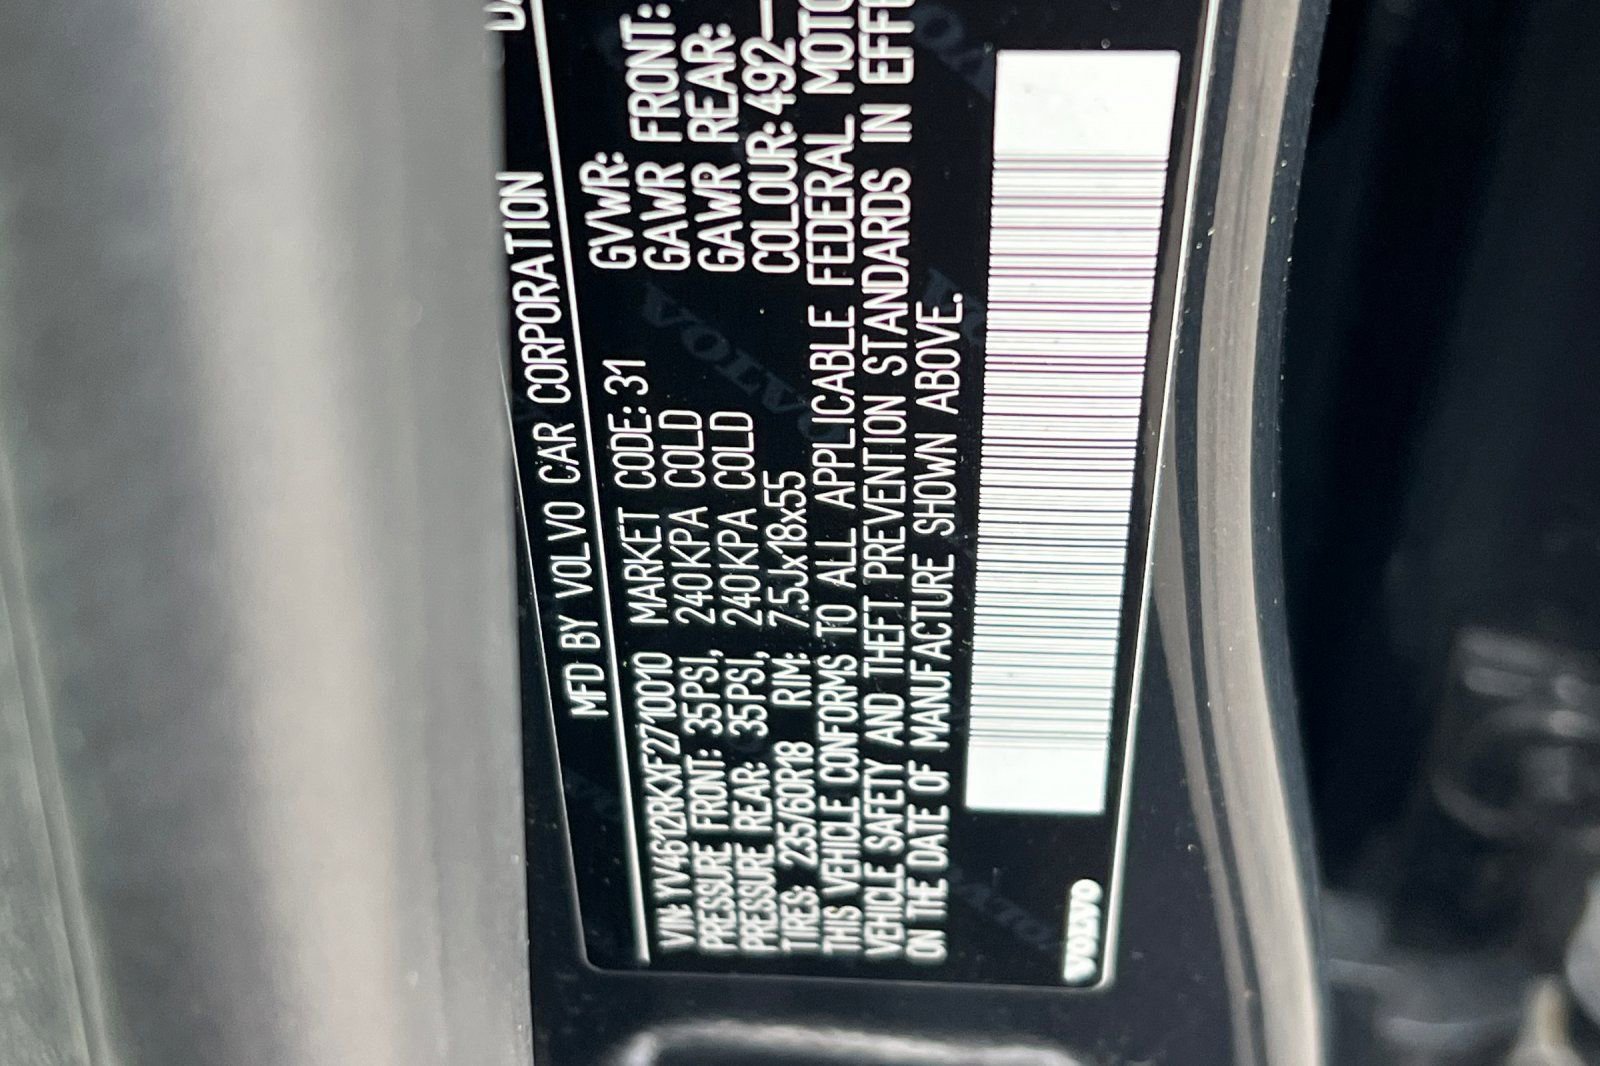 MFD BY VOLVO CAR CORPORATION
VIN: YV4612RKXF2710010 MARKET CODE: 31 GVWR:
PRESSURE FRONT: 35PSI, 240KPA COLD GAWR FRONT:
PRESSURE REAR: 35PSI, 240KPA COLD GAWR REAR:
TIRES: 235/60R18 RIM: 7.5Jx18x55 COLOUR: 492—
THIS VEHICLE CONFORMS TO ALL APPLICABLE FEDERAL MOTO
VEHICLE SAFETY AND THEFT PREVENTION STANDARDS IN EFFE
ON THE DATE OF MANUFACTURE SHOWN ABOVE.
VOLVO